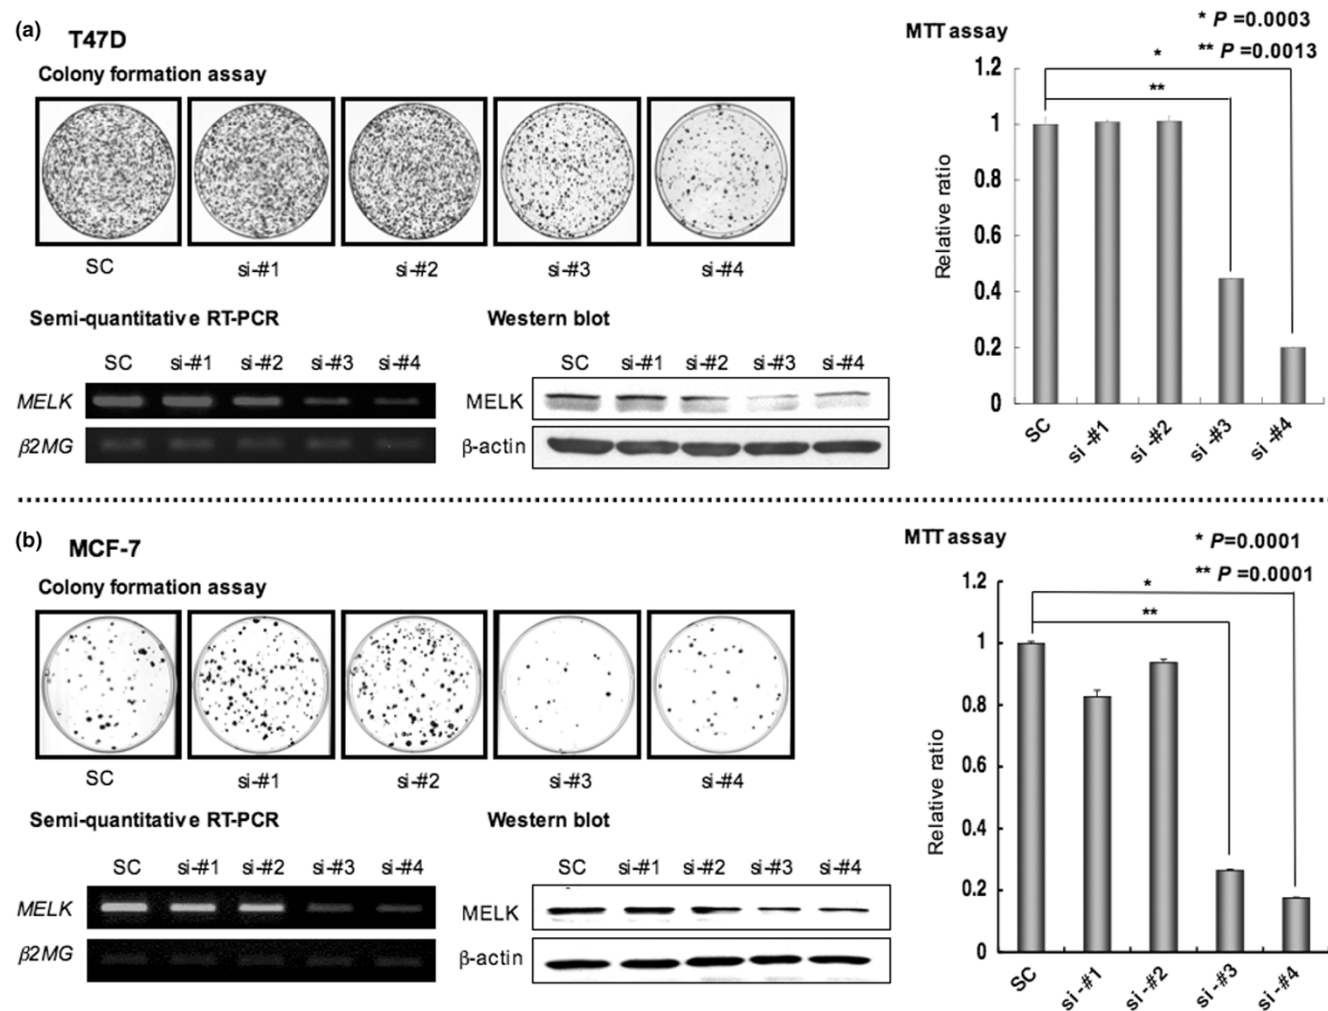 (a) T47D
Colony formation assay
SC si-#1 si-#2 si-#3 si-#4
Semi-quantitative RT-PCR
SC si-#1 si-#2 si-#3 si-#4
MELK
β2MG
Western blot
SC si-#1 si-#2 si-#3 si-#4
MELK
β-actin
MTT assay
* P =0.0003
** P =0.0013
*
**
Relative ratio
1.2
1
0.8
0.6
0.4
0.2
0
SC si-#1 si-#2 si-#3 si-#4
(b) MCF-7
Colony formation assay
SC si-#1 si-#2 si-#3 si-#4
Semi-quantitative RT-PCR
SC si-#1 si-#2 si-#3 si-#4
MELK
β2MG
Western blot
SC si-#1 si-#2 si-#3 si-#4
MELK
β-actin
MTT assay
* P=0.0001
** P =0.0001
*
**
Relative ratio
1.2
1
0.8
0.6
0.4
0.2
0
SC si-#1 si-#2 si-#3 si-#4